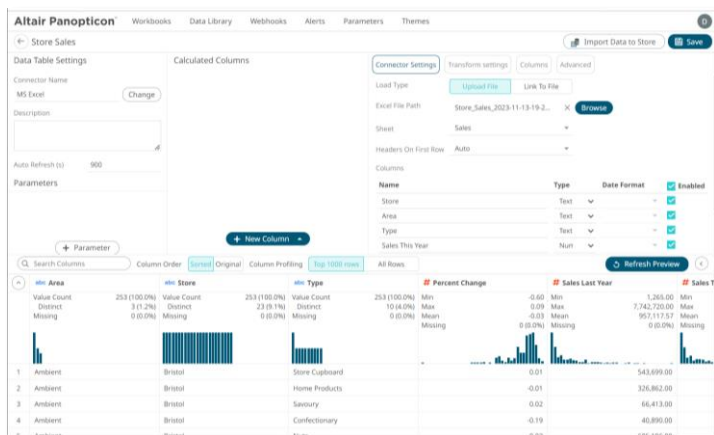 Altair Panopticon™ Workbooks Data Library Webhooks Alerts Parameters Themes D
Store Sales Import Data to Store Save
Data Table Settings Calculated Columns Connector Settings Transform settings Columns Advanced
Connector Name Load Type Upload File Link To File
MS Excel Change
Excel File Path Store_Sales_2023-11-13-19-2... × Browse
Description
Sheet Sales
Headers On First Row Auto
Auto Refresh (s) 900
Columns
Parameters
Name Type Date Format Enabled
Store Text
Area Text
Type Text
+ Parameter + New Column Sales This Year Num
Search Columns Column Order Sorted Original Column Profiling Top 1000 rows All Rows Refresh Preview
abc Area abc Store abc Type # Percent Change # Sales Last Year # Sales T
Value Count 253 (100.0%) Value Count 253 (100.0%) Value Count 253 (100.0%) Min -0.60 Min 1,265.00 Min
Distinct 3 (1.2%) Distinct 23 (9.1%) Distinct 10 (4.0%) Max 0.09 Max 7,742,720.00 Max
Missing 0 (0.0%) Missing 0 (0.0%) Missing 0 (0.0%) Mean -0.03 Mean 957,117.57 Mean
Missing 0 (0.0%) Missing 0 (0.0%) Missing
1 Ambient Bristol Store Cupboard 0.01 543,699.00
2 Ambient Bristol Home Products -0.01 326,862.00
3 Ambient Bristol Savoury 0.02 66,413.00
4 Ambient Bristol Confectionary -0.19 40,890.00